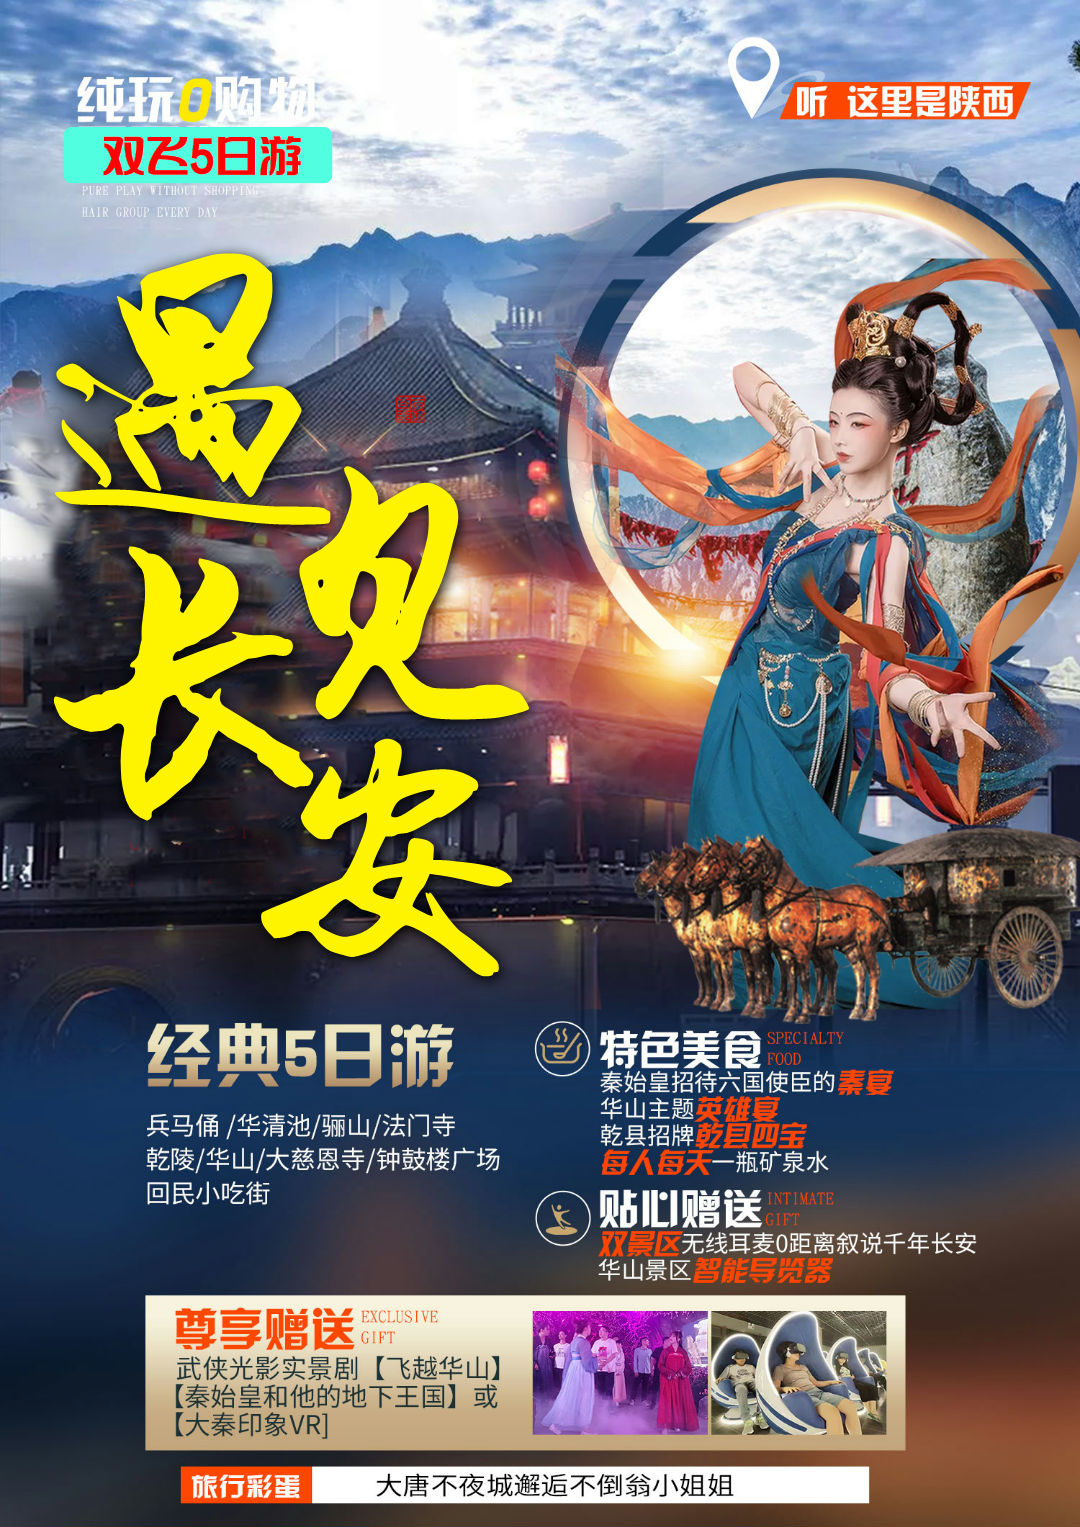 纯玩0购物
双飞5日游
PURE PLAY WITHOUT SHOPPING
HAIR GROUP EVERY DAY
听 这里是陕西
遇见
长安
经典5日游
兵马俑 /华清池/骊山/法门寺
乾陵/华山/大慈恩寺/钟鼓楼广场
回民小吃街
特色美食 SPECIALTY FOOD
秦始皇招待六国使臣的秦宴
华山主题英雄宴
乾县招牌乾县四宝
每人每天一瓶矿泉水
贴心赠送 INTIMATE GIFT
双景区无线耳麦0距离叙说千年长安
华山景区智能导览器
尊享赠送 EXCLUSIVE GIFT
武侠光影实景剧【飞越华山】
【秦始皇和他的地下王国】或
【大秦印象VR]
旅行彩蛋 大唐不夜城邂逅不倒翁小姐姐